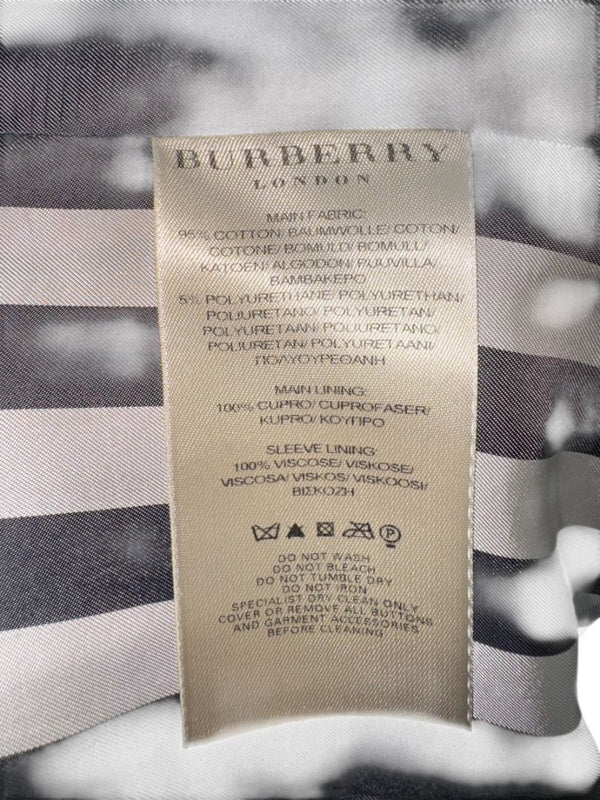 BURBERRY
LONDON
MAIN FABRIC:
95% COTTON/ BAUMWOLLE/ COTON/
COTONE/ BOMULD/ BOMULL/
KATOEN/ ALGODON/ PUUVILLA/
ΒΑΜΒΑΚΕΡΟ
5% POLYURETHANE/ POLYURETHAN/
POLIURETANO/ POLYURETAN/
POLYURETAAN/ POLIURETANO/
POLIURETAN/ POLYURETAANI/
ΠΟΛΥΟΥΡΕΘΑΝΗ
MAIN LINING:
100% CUPRO/ CUPROFASER/
KUPRO/ ΚΟΥΠΡΟ
SLEEVE LINING:
100% VISCOSE/ VISKOSE/
VISCOSA/ VISKOS/ VISKOOSI/
ΒΙΣΚΟΖΗ
P
DO NOT WASH
DO NOT BLEACH
DO NOT TUMBLE DRY
DO NOT IRON
SPECIALIST DRY CLEAN ONLY
COVER OR REMOVE ALL BUTTONS
AND GARMENT ACCESSORIES
BEFORE CLEANING